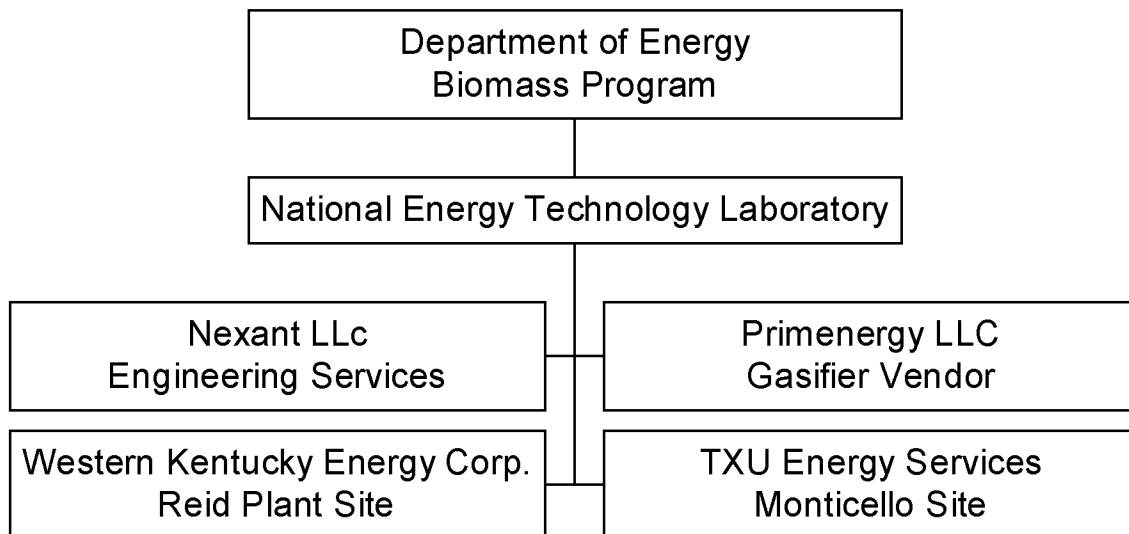 Department of Energy
Biomass Program
National Energy Technology Laboratory
Nexant LLc
Engineering Services
Primenergy LLC
Gasifier Vendor
Western Kentucky Energy Corp.
Reid Plant Site
TXU Energy Services
Monticello Site